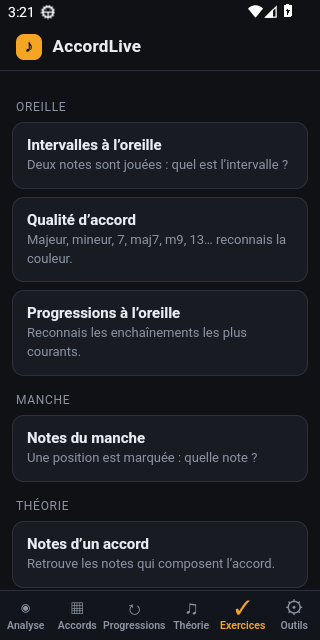 3:21
AccordLive
OREILLE
Intervalles à l’oreille
Deux notes sont jouées : quel est l’intervalle ?
Qualité d’accord
Majeur, mineur, 7, maj7, m9, 13… reconnais la
couleur.
Progressions à l’oreille
Reconnais les enchaînements les plus
courants.
MANCHE
Notes du manche
Une position est marquée : quelle note ?
THÉORIE
Notes d’un accord
Retrouve les notes qui composent l’accord.
Analyse Accords Progressions Théorie Exercices Outils